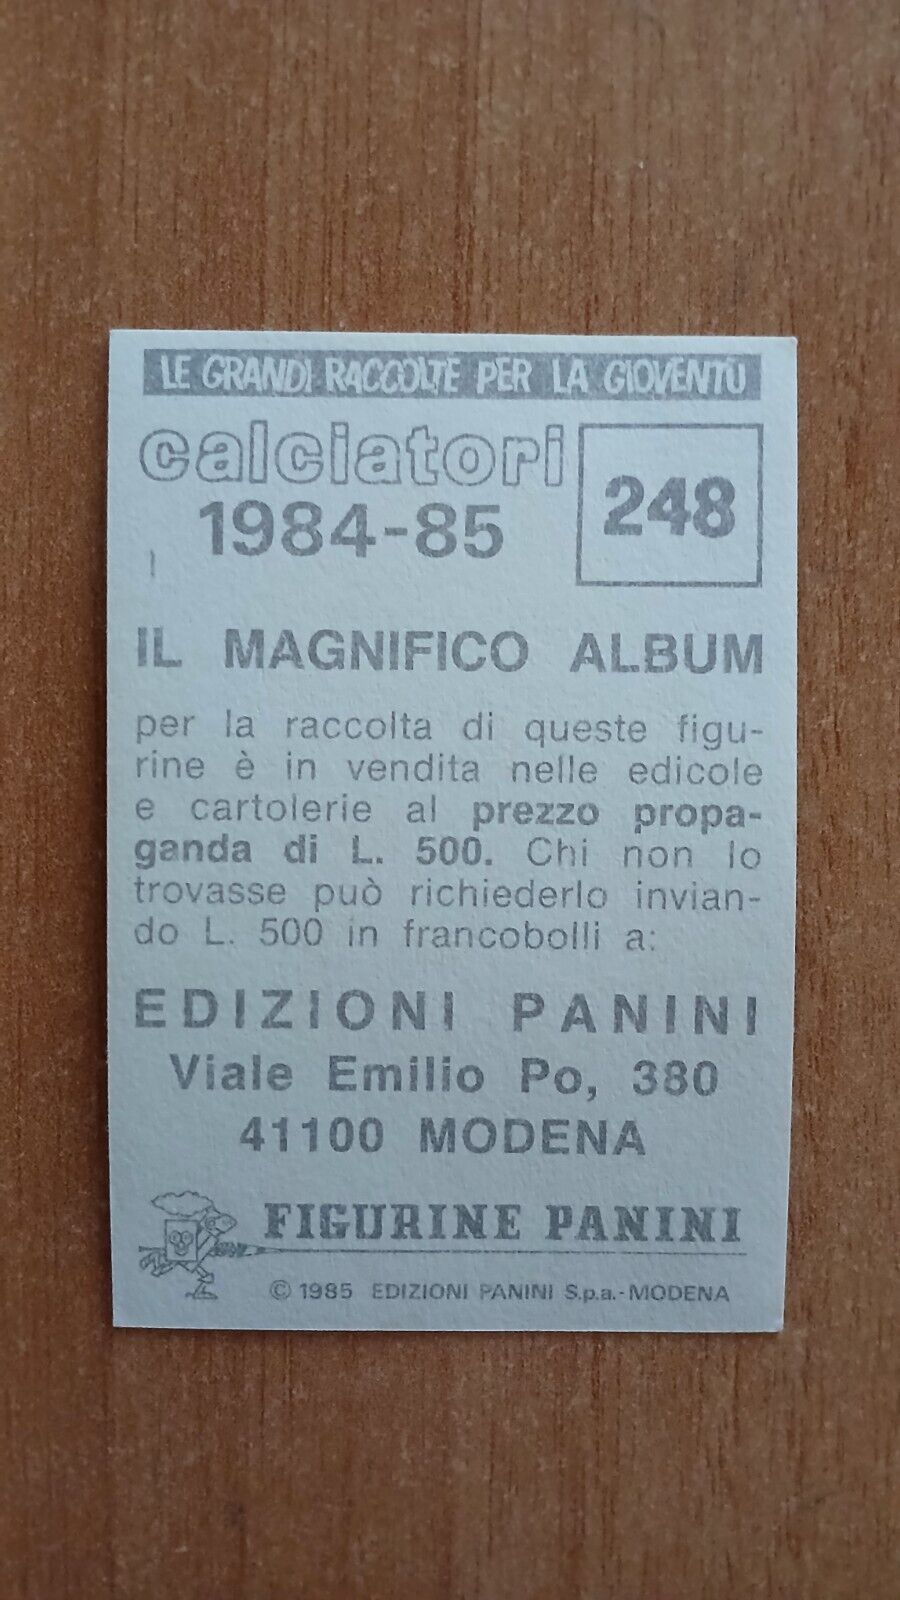 LE GRANDI RACCOLTE PER LA GIOVENTÙ
calciatori
1984-85
248
IL MAGNIFICO ALBUM
per la raccolta di queste figu-
rine è in vendita nelle edicole
e cartolerie al prezzo propa-
ganda di L. 500. Chi non lo
trovasse può richiederlo invian-
do L. 500 in francobolli a:
EDIZIONI PANINI
Viale Emilio Po, 380
41100 MODENA
FIGURINE PANINI
© 1985 EDIZIONI PANINI S.p.a.-MODENA